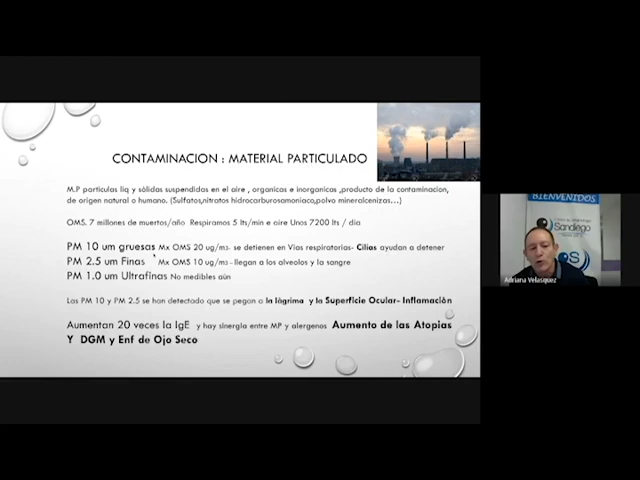 CONTAMINACION : MATERIAL PARTICULADO
M.P particulas liq y sólidas suspendidas en el aire , organicas e inorganicas ,producto de la contaminacion,
de origen natural o humano. (Sulfatos,nitratos hidrocarburosamoniaco,polvo mineralcenizas...)
OMS. 7 millones de muertos/año Respiramos 5 lts/min e aire Unos 7200 lts / dia
PM 10 um gruesas Mx OMS 20 ug/m3- se detienen en Vias respiratorias- Cilias ayudan a detener
PM 2.5 um Finas Mx OMS 10 ug/m3 – llegan a los alveolos y la sangre
PM 1.0 um Ultrafinas No medibles aún
Las PM 10 y PM 2.5 se han detectado que se pegan a la lágrima y la Superficie Ocular- Inflamación
Aumentan 20 veces la IgE y hay sinergia entre MP y alergenos Aumento de las Atopias
Y DGM y Enf de Ojo Seco
BIENVENIDOS
Sandiego
Adriana Velasquez